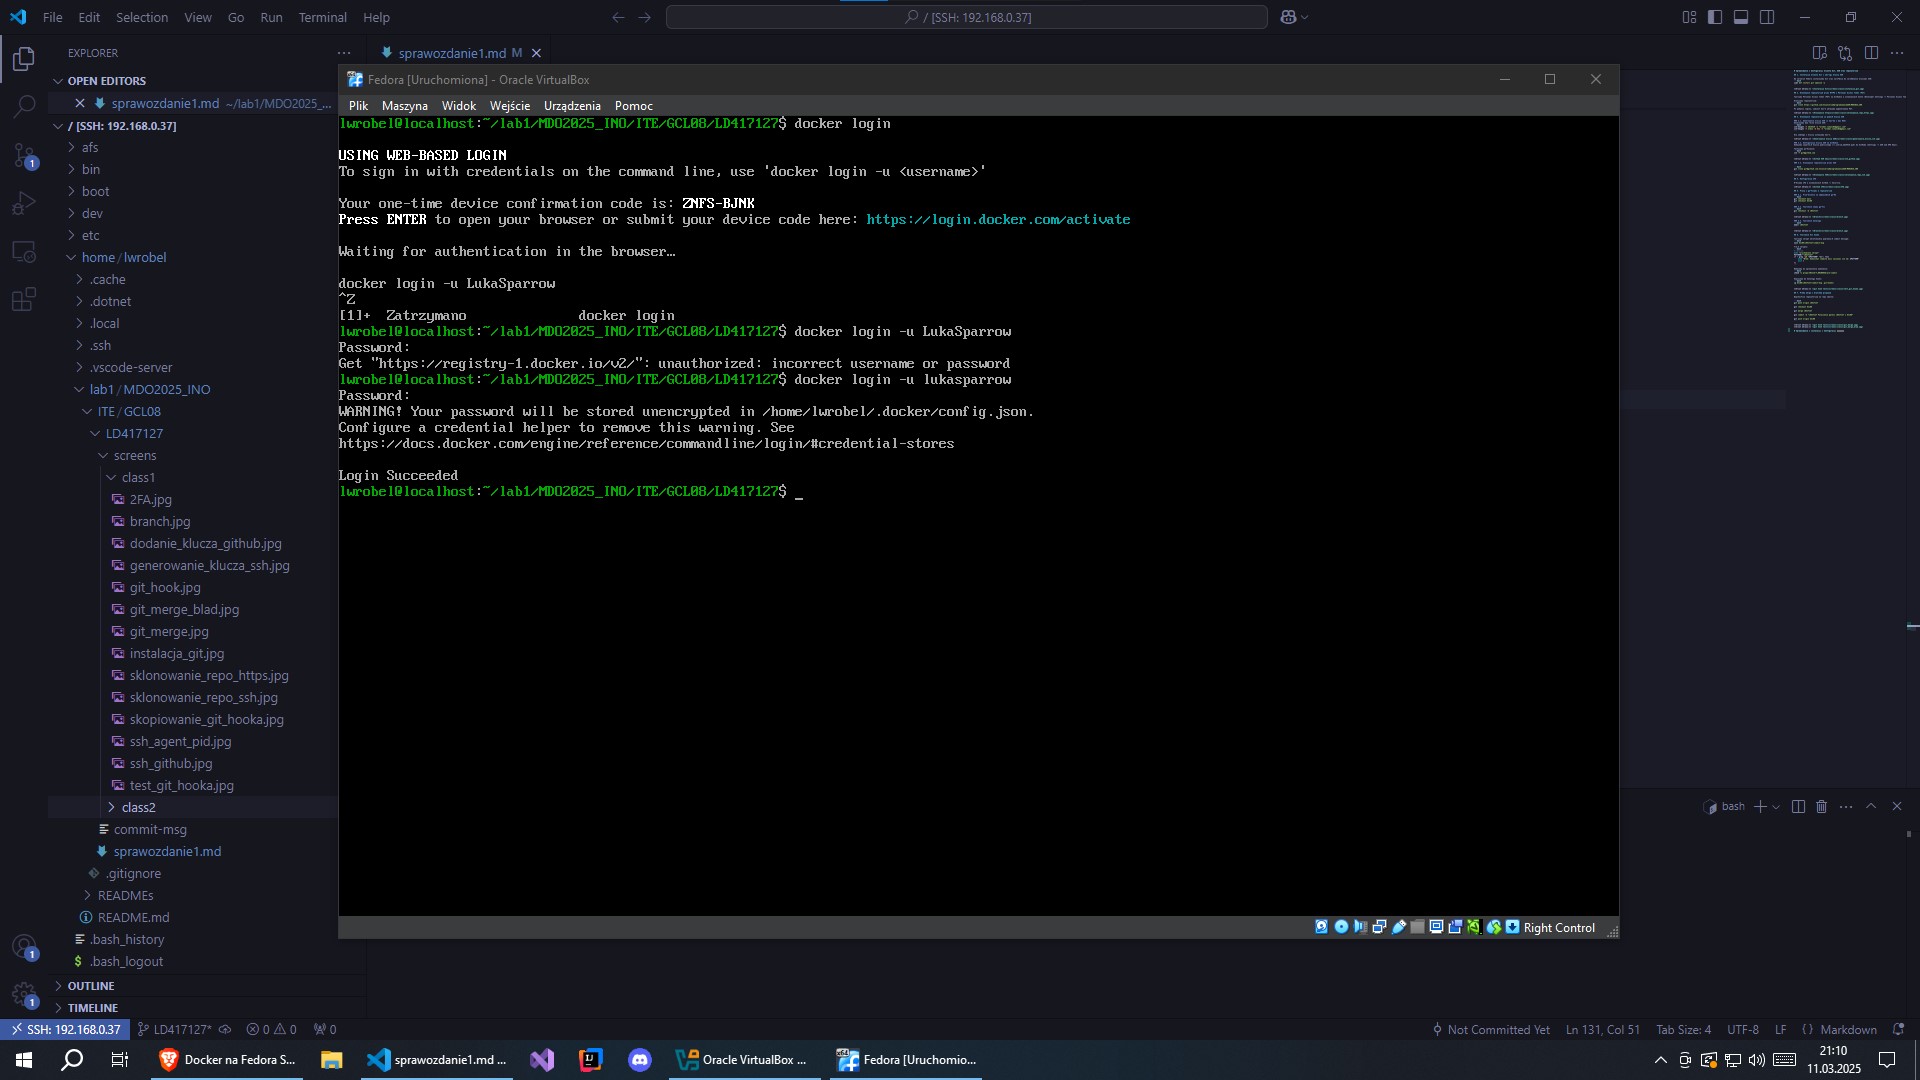 File Edit Selection View Go Run Terminal Help
/ [SSH: 192.168.0.37]
EXPLORER
sprawozdanie1.md M
OPEN EDITORS
sprawozdanie1.md ~/lab1/MDO2025_...
/ [SSH: 192.168.0.37]
afs
bin
boot
dev
etc
home / lwrobel
.cache
.dotnet
.local
.ssh
.vscode-server
lab1 / MDO2025_INO
ITE / GCL08
LD417127
screens
class1
2FA.jpg
branch.jpg
dodanie_klucza_github.jpg
generowanie_klucza_ssh.jpg
git_hook.jpg
git_merge_blad.jpg
git_merge.jpg
instalacja_git.jpg
sklonowanie_repo_https.jpg
sklonowanie_repo_ssh.jpg
skopiowanie_git_hooka.jpg
ssh_agent_pid.jpg
ssh_github.jpg
test_git_hooka.jpg
class2
commit-msg
sprawozdanie1.md
.gitignore
READMEs
README.md
.bash_history
.bash_logout
OUTLINE
TIMELINE
Fedora [Uruchomiona] - Oracle VirtualBox
Plik Maszyna Widok Wejście Urządzenia Pomoc
lwrobel@localhost:~/lab1/MDO2025_INO/ITE/GCL08/LD417127$ docker login
USING WEB-BASED LOGIN
To sign in with credentials on the command line, use 'docker login -u <username>'
Your one-time device confirmation code is: ZNFS-BJNK
Press ENTER to open your browser or submit your device code here: https://login.docker.com/activate
Waiting for authentication in the browser…
docker login -u LukaSparrow
^Z
[1]+ Zatrzymano docker login
lwrobel@localhost:~/lab1/MDO2025_INO/ITE/GCL08/LD417127$ docker login -u LukaSparrow
Password:
Get "https://registry-1.docker.io/v2/": unauthorized: incorrect username or password
lwrobel@localhost:~/lab1/MDO2025_INO/ITE/GCL08/LD417127$ docker login -u lukasparrow
Password:
WARNING! Your password will be stored unencrypted in /home/lwrobel/.docker/config.json.
Configure a credential helper to remove this warning. See
https://docs.docker.com/engine/reference/commandline/login/#credential-stores
Login Succeeded
lwrobel@localhost:~/lab1/MDO2025_INO/ITE/GCL08/LD417127$ _
Right Control
bash
1
1
1
SSH: 192.168.0.37 LD417127* 0 0 0 Not Committed Yet Ln 131, Col 51 Tab Size: 4 UTF-8 LF {} Markdown
Docker na Fedora S... sprawozdanie1.md ... Oracle VirtualBox ... Fedora [Uruchomio...
21:10
11.03.2025